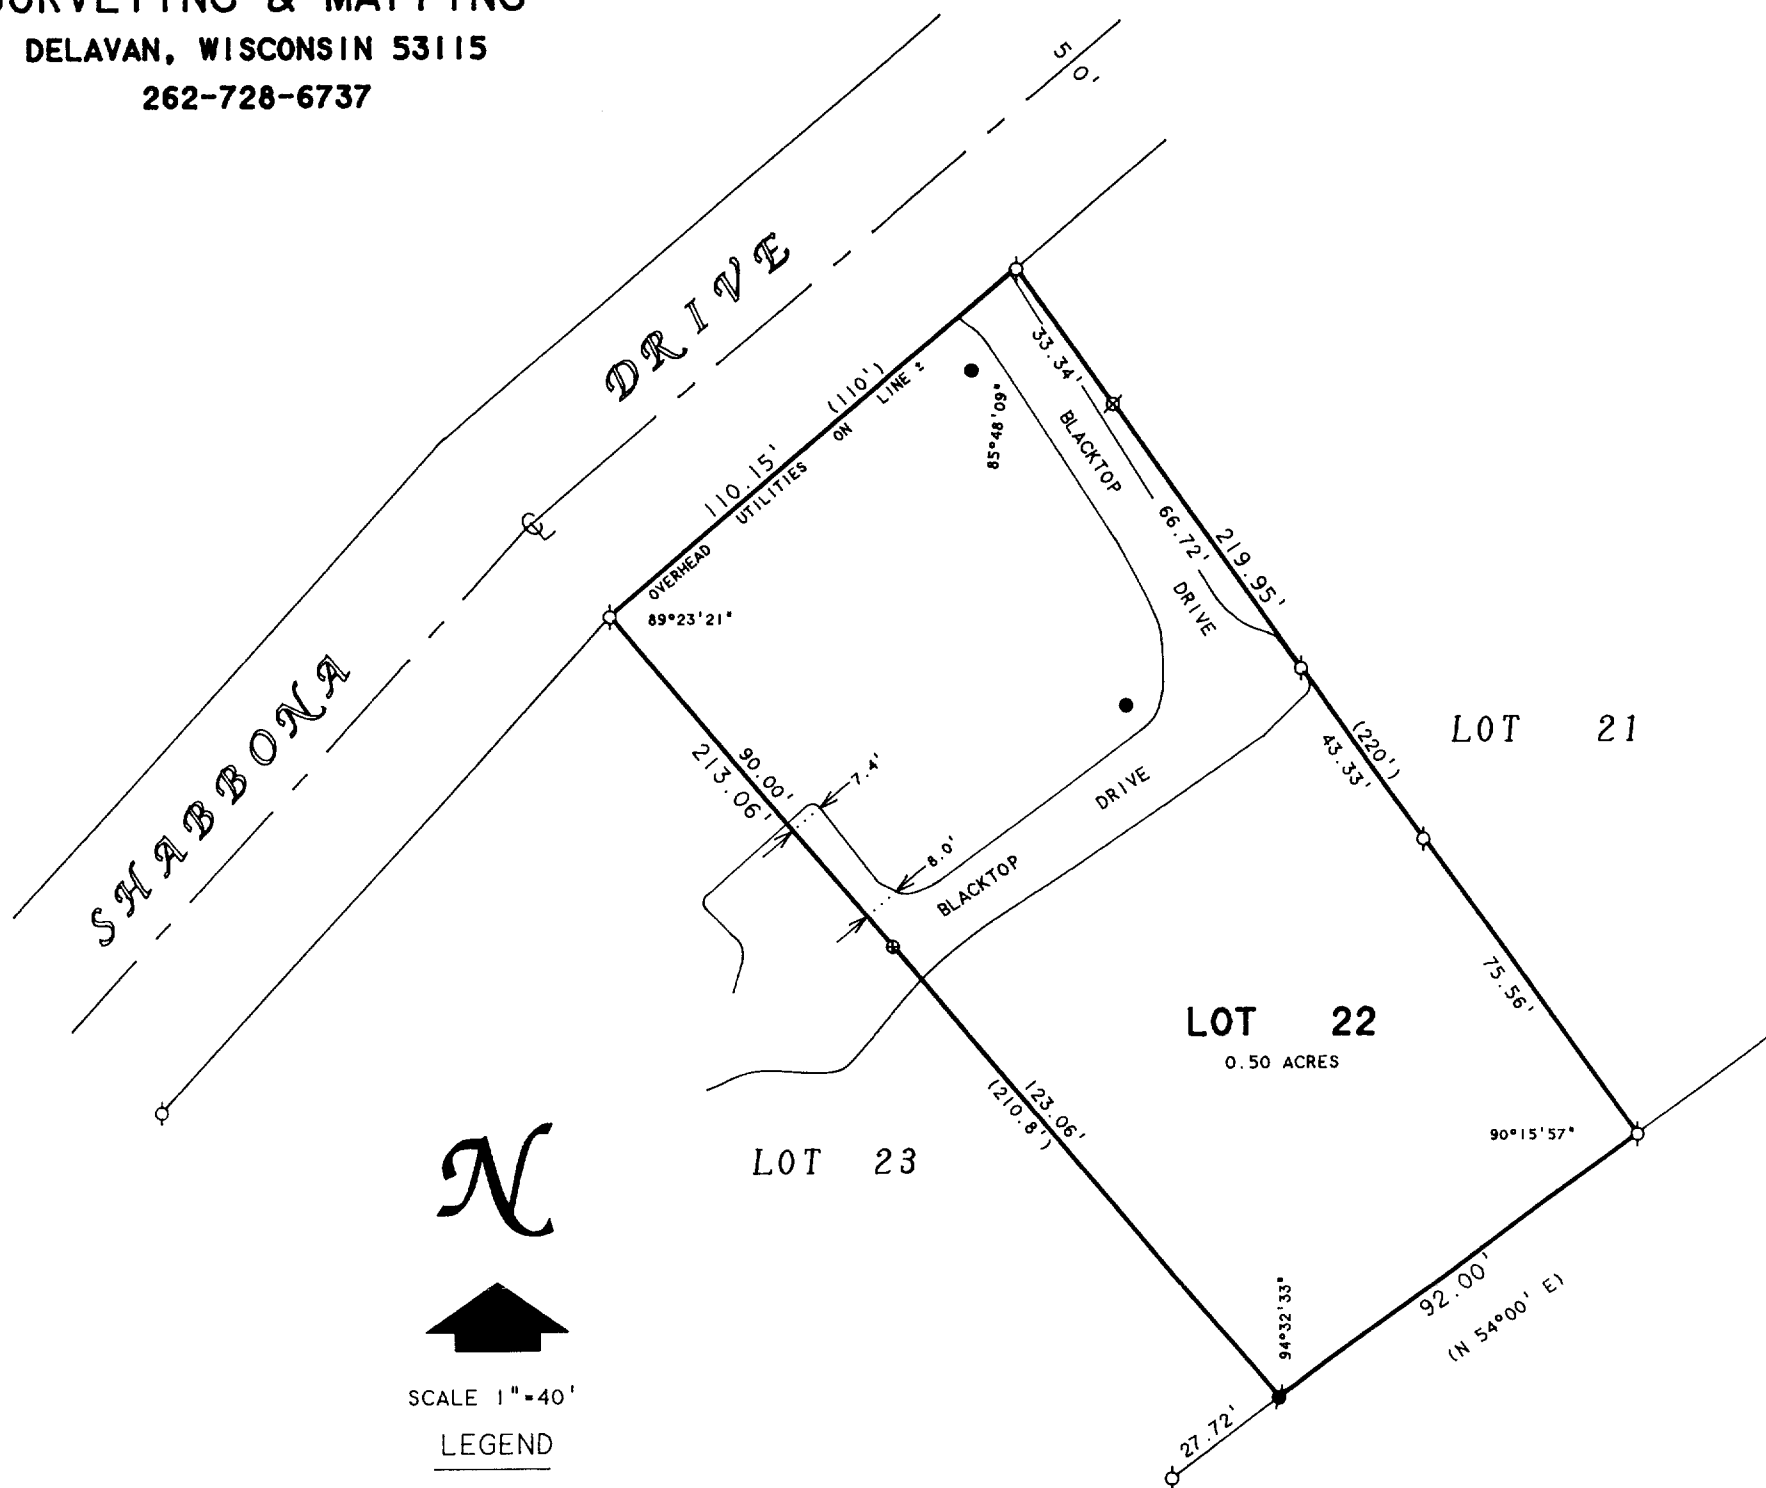 DELAVAN, WISCONSIN 53115
262-728-6737
50'
SHABBONA DRIVE
110.15' (110')
OVERHEAD UTILITIES ON LINE ±
89°23'21"
85°48'09"
33.34'
BLACKTOP DRIVE
66.72'
219.95'
(220')
43.33'
75.56'
LOT 21
90.00'
213.06'
7.4'
8.0'
BLACKTOP DRIVE
LOT 22
0.50 ACRES
123.06'
(210.8')
LOT 23
90°15'57"
94°32'33"
92.00'
(N 54°00' E)
27.72'
N
SCALE 1"=40'
LEGEND